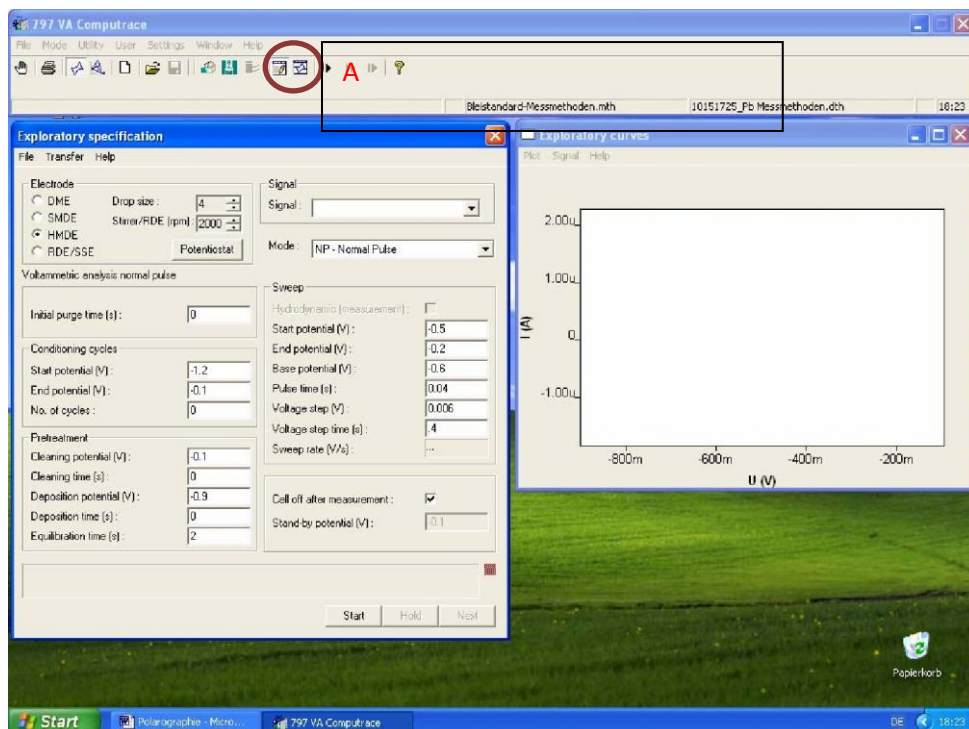 797 VA Computrace
File Mode Utility User Settings Window Help
A
Bleistandard-Messmethoden.mth 10151725_Pb Messmethoden.dth 18:23
Exploratory specification
File Transfer Help
Electrode
DME
SMDE
HMDE
RDE/SSE
Drop size : 4
Stirrer/RDE (rpm) : 2000
Potentiostat
Signal
Signal :
Mode : NP - Normal Pulse
Voltammetric analysis normal pulse
Initial purge time (s) : 0
Conditioning cycles
Start potential (V) : -1.2
End potential (V) : -0.1
No. of cycles : 0
Pretreatment
Cleaning potential (V) : -0.1
Cleaning time (s) : 0
Deposition potential (V) : -0.9
Deposition time (s) : 0
Equilibration time (s) : 2
Sweep
Hydrodynamic (measurement) :
Start potential (V) : -0.5
End potential (V) : -0.2
Base potential (V) : -0.6
Pulse time (s) : 0.04
Voltage step (V) : 0.006
Voltage step time (s) : .4
Sweep rate (V/s) : ...
Cell off after measurement :
Stand-by potential (V) : -0.1
Start Hold Next
Exploratory curves
Plot Signal Help
2.00u
1.00u
0
-1.00u
I (A)
-800m -600m -400m -200m
U (V)
Papierkorb
Start Polarographie - Micro... 797 VA Computrace DE 18:23